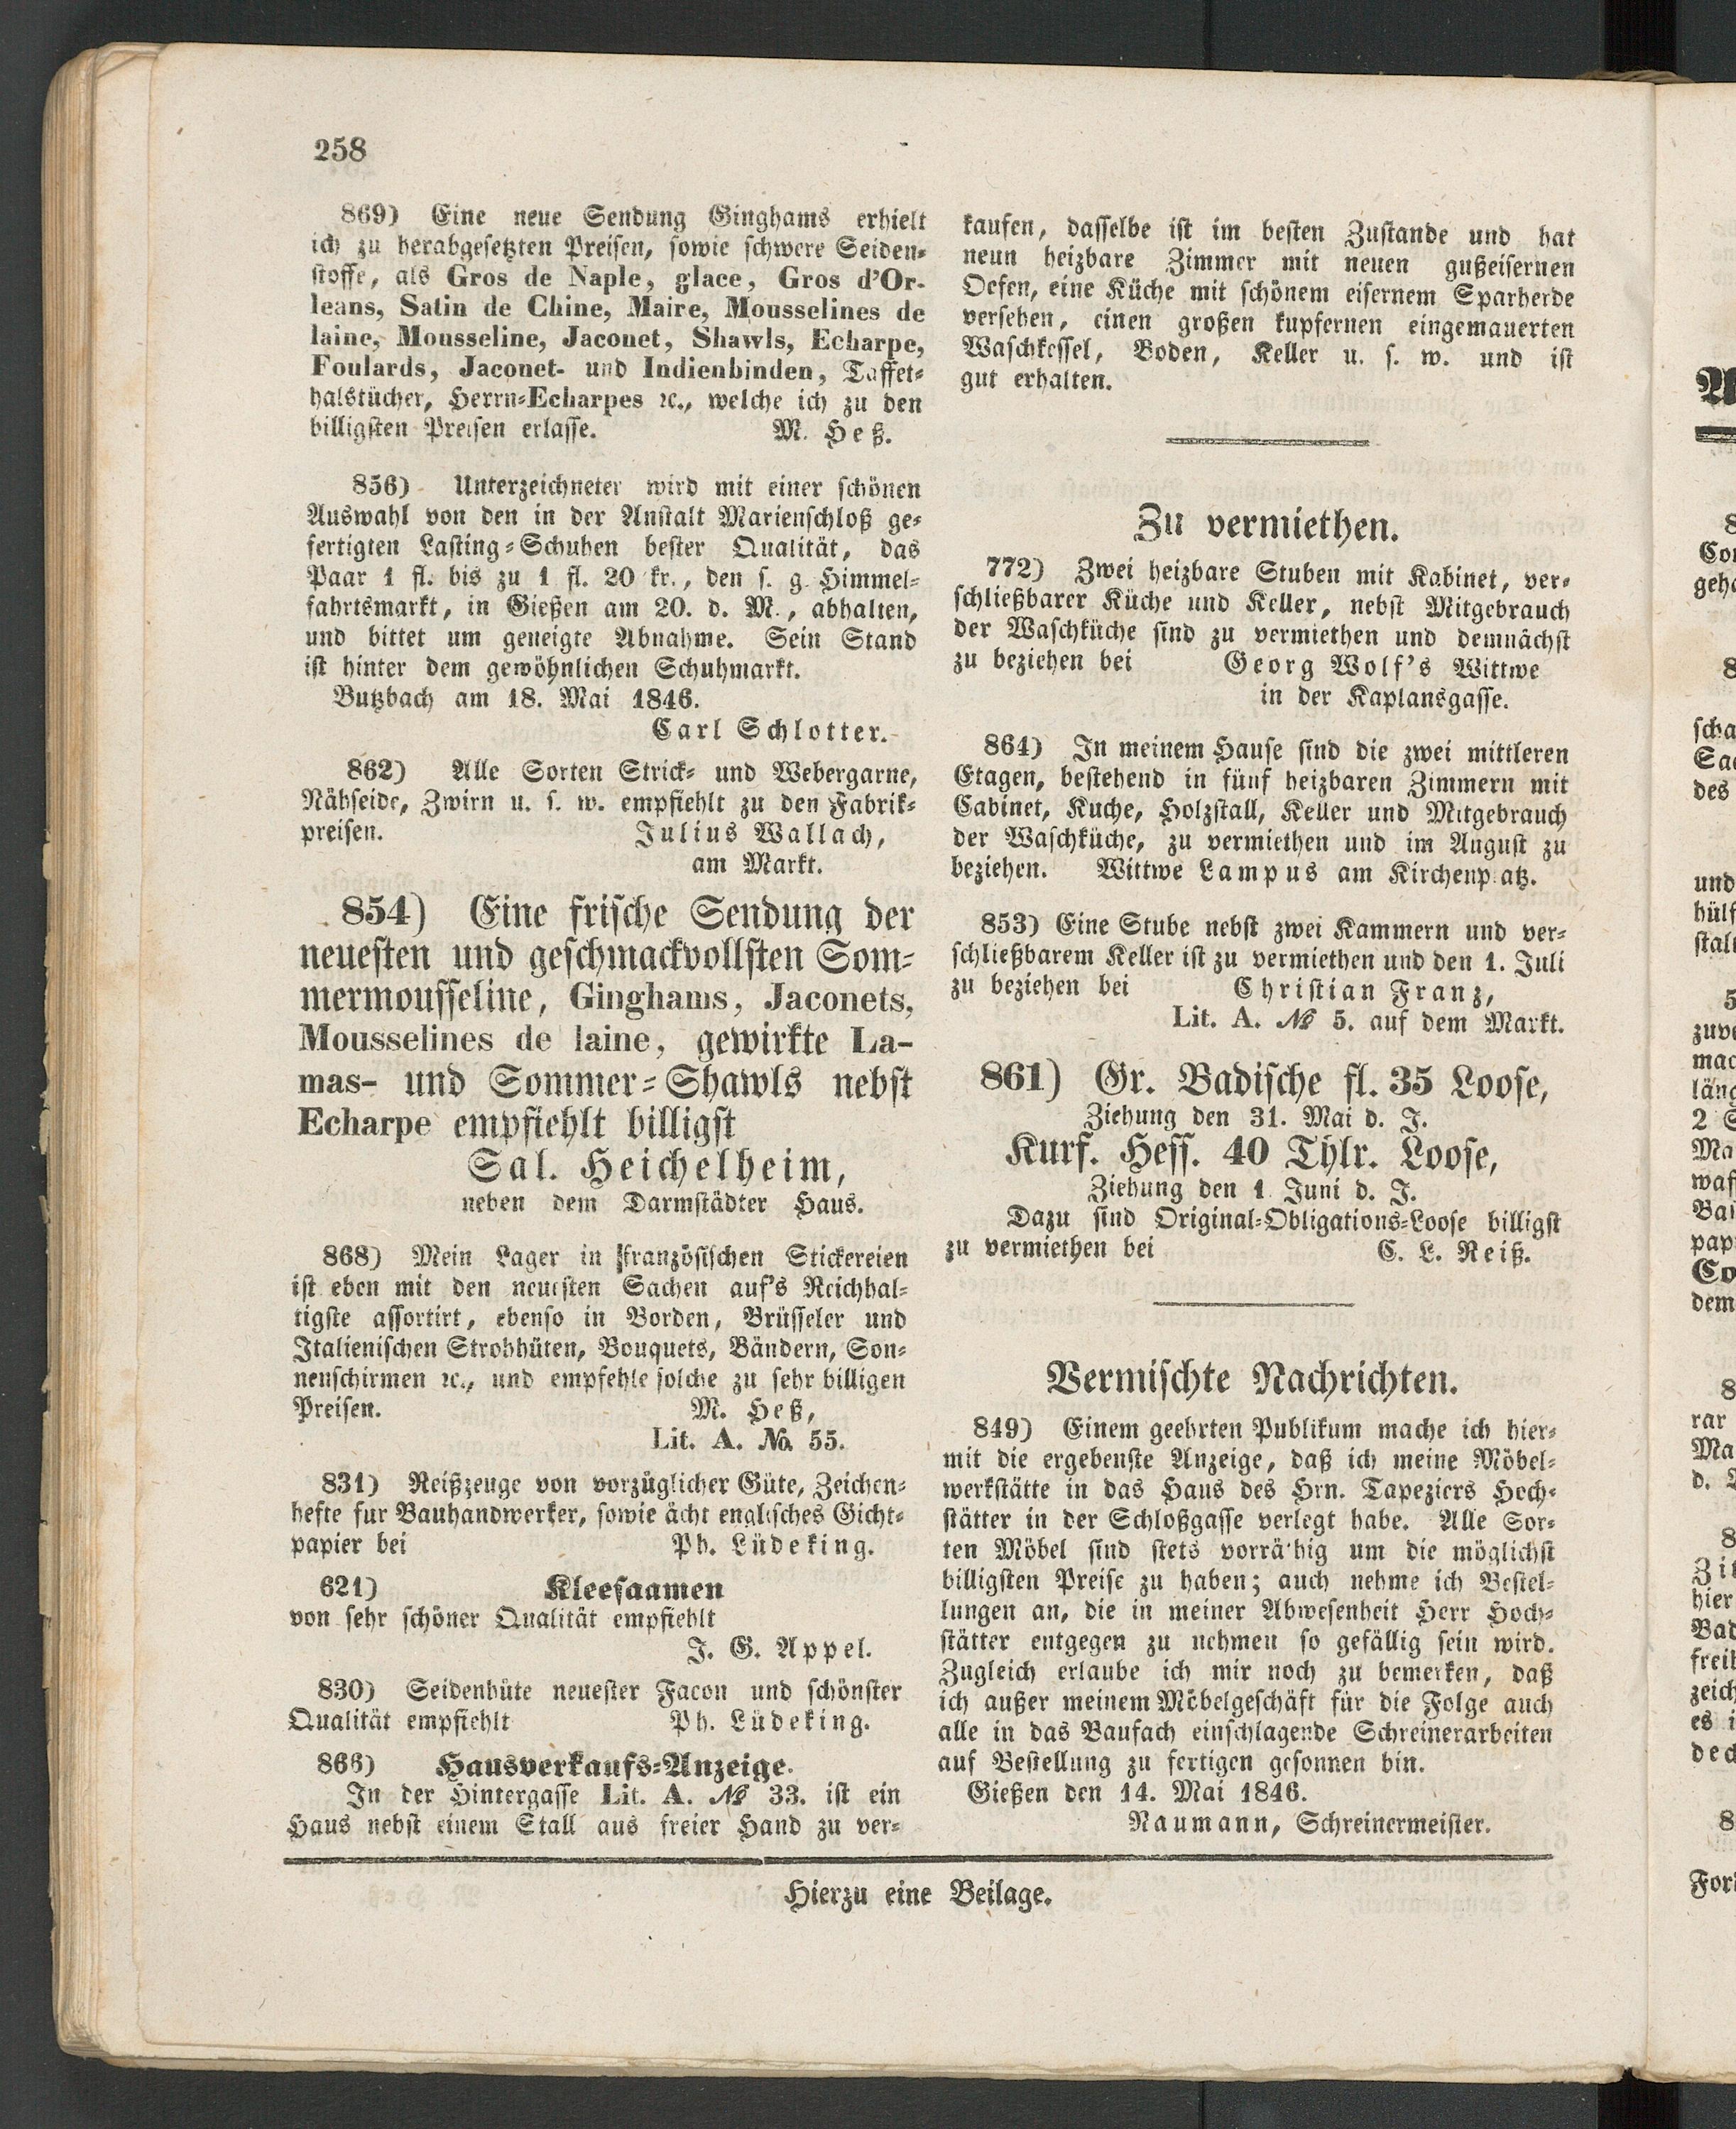 258
869) Eine neue Sendung Ginghams erhielt
ich zu herabgesetzten Preisen, sowie schwere Seiden⸗
stoffe, als Gros de Naple, glace, Gros d'Or-
leans, Satin de Chine, Maire, Mousselines de
laine, Mousseline, Jaconet, Shawls, Echarpe,
Foulards, Jaconet- und Indienbinden, Taffet⸗
halstücher, Herrn⸗Echarpes ꝛc., welche ich zu den
billigsten Preisen erlasse. M. Heß.
856) Unterzeichneter wird mit einer schönen
Auswahl von den in der Anstalt Marienschloß ge⸗
fertigten Lasting⸗Schuhen bester Qualität, das
Paar 1 fl. bis zu 1 fl. 20 kr., den s. g. Himmel⸗
fahrtsmarkt, in Gießen am 20. d. M., abhalten,
und bittet um geneigte Abnahme. Sein Stand
ist hinter dem gewöhnlichen Schuhmarkt.
Butzbach am 18. Mai 1846.
Carl Schlotter.
862) Alle Sorten Strick⸗ und Webergarne,
Nähseide, Zwirn u. s. w. empfiehlt zu den Fabrik⸗
preisen. Julius Wallach,
am Markt.
854) Eine frische Sendung der
neuesten und geschmackvollsten Som⸗
mermousseline, Ginghams, Jaconets,
Mousselines de laine, gewirkte La-
mas- und Sommer⸗Shawls nebst
Echarpe empfiehlt billigst
Sal. Heichelheim,
neben dem Darmstädter Haus.
868) Mein Lager in französischen Stickereien
ist eben mit den neuesten Sachen auf's Reichhal⸗
tigste assortirt, ebenso in Borden, Brüsseler und
Italienischen Strohhüten, Bouquets, Bändern, Son⸗
nenschirmen ꝛc., und empfehle solche zu sehr billigen
Preisen. M. Heß,
Lit. A. No. 55.
831) Reißzeuge von vorzüglicher Güte, Zeichen⸗
hefte fur Bauhandwerker, sowie ächt englisches Gicht⸗
papier bei Ph. Lüdeking.
621) Kleesaamen
von sehr schöner Qualität empfiehlt
J. G. Appel.
830) Seidenhüte neuester Facon und schönster
Qualität empfiehlt Ph. Lüdeking.
866) Hausverkaufs⸗Anzeige.
In der Hintergasse Lit. A. № 33. ist ein
Haus nebst einem Stall aus freier Hand zu ver⸗
kaufen, dasselbe ist im besten Zustande und hat
neun heizbare Zimmer mit neuen gußeisernen
Oefen, eine Küche mit schönem eisernem Sparherde
versehen, einen großen kupfernen eingemauerten
Waschkessel, Boden, Keller u. s. w. und ist
gut erhalten.
Zu vermiethen.
772) Zwei heizbare Stuben mit Kabinet, ver⸗
schließbarer Küche und Keller, nebst Mitgebrauch
der Waschküche sind zu vermiethen und demnächst
zu beziehen bei Georg Wolf's Wittwe
in der Kaplansgasse.
864) In meinem Hause sind die zwei mittleren
Etagen, bestehend in fünf heizbaren Zimmern mit
Cabinet, Kuche, Holzstall, Keller und Mitgebrauch
der Waschküche, zu vermiethen und im August zu
beziehen. Wittwe Lampus am Kirchenplatz.
853) Eine Stube nebst zwei Kammern und ver⸗
schließbarem Keller ist zu vermiethen und den 1. Juli
zu beziehen bei Christian Franz,
Lit. A. № 5. auf dem Markt.
861) Gr. Badische fl. 35 Loose,
Ziehung den 31. Mai d. J.
Kurf. Hess. 40 Thlr. Loose,
Ziehung den 1 Juni d. J.
Dazu sind Original⸗Obligations⸗Loose billigst
zu vermiethen bei C. L. Reiß.
Vermischte Nachrichten.
849) Einem geehrten Publikum mache ich hier⸗
mit die ergebenste Anzeige, daß ich meine Möbel⸗
werkstätte in das Haus des Hrn. Tapeziers Hoch⸗
stätter in der Schloßgasse verlegt habe. Alle Sor⸗
ten Möbel sind stets vorräthig um die möglichst
billigsten Preise zu haben; auch nehme ich Bestel⸗
lungen an, die in meiner Abwesenheit Herr Hoch⸗
stätter entgegen zu nehmen so gefällig sein wird.
Zugleich erlaube ich mir noch zu bemerken, daß
ich außer meinem Möbelgeschäft für die Folge auch
alle in das Baufach einschlagende Schreinerarbeiten
auf Bestellung zu fertigen gesonnen bin.
Gießen den 14. Mai 1846.
Naumann, Schreinermeister.
Hierzu eine Beilage.